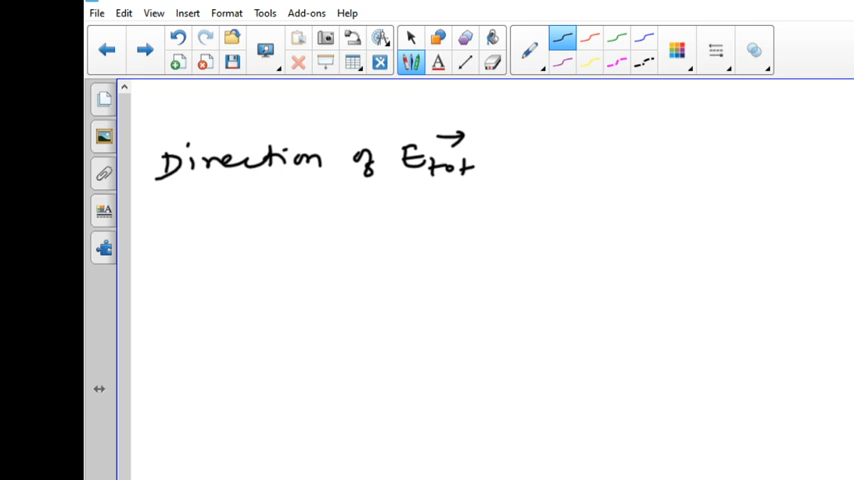 File Edit View Insert Format Tools Add-ons Help
Direction of E⃗tot